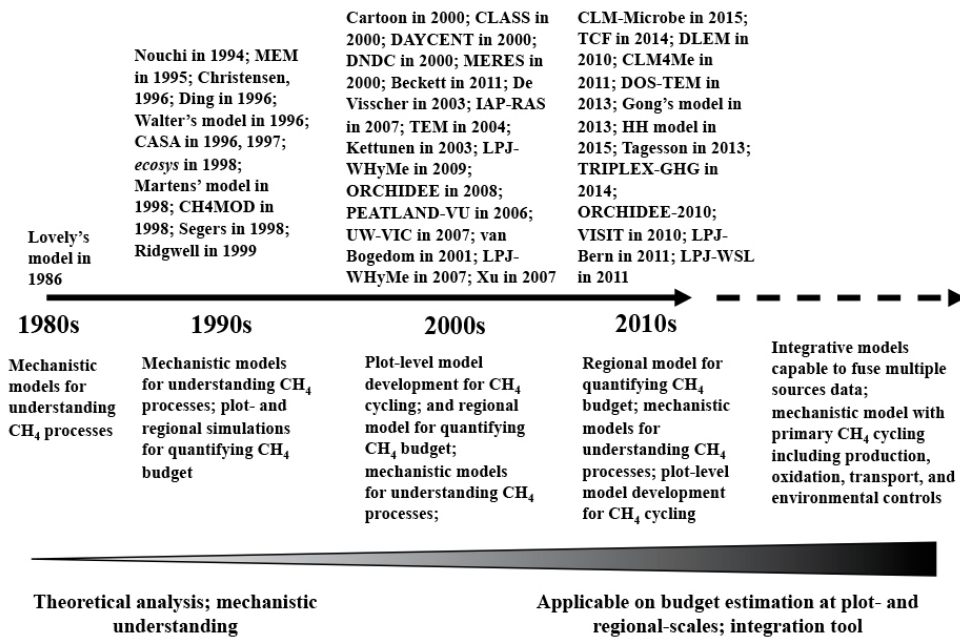 Lovely's
model in
1986
Nouchi in 1994; MEM
in 1995; Christensen,
1996; Ding in 1996;
Walter's model in 1996;
CASA in 1996, 1997;
ecosys in 1998;
Martens' model in
1998; CH4MOD in
1998; Segers in 1998;
Ridgwell in 1999
Cartoon in 2000; CLASS in
2000; DAYCENT in 2000;
DNDC in 2000; MERES in
2000; Beckett in 2011; De
Visscher in 2003; IAP-RAS
in 2007; TEM in 2004;
Kettunen in 2003; LPJ-
WHyMe in 2009;
ORCHIDEE in 2008;
PEATLAND-VU in 2006;
UW-VIC in 2007; van
Bogedom in 2001; LPJ-
WHyMe in 2007; Xu in 2007
CLM-Microbe in 2015;
TCF in 2014; DLEM in
2010; CLM4Me in
2011; DOS-TEM in
2013; Gong's model in
2013; HH model in
2015; Tagesson in 2013;
TRIPLEX-GHG in
2014;
ORCHIDEE-2010;
VISIT in 2010; LPJ-
Bern in 2011; LPJ-WSL
in 2011
1980s
1990s
2000s
2010s
Mechanistic
models for
understanding
CH₄ processes
Mechanistic models
for understanding CH₄
processes; plot- and
regional simulations
for quantifying CH₄
budget
Plot-level model
development for CH₄
cycling; and regional
model for quantifying
CH₄ budget;
mechanistic models
for understanding CH₄
processes;
Regional model for
quantifying CH₄
budget; mechanistic
models for
understanding CH₄
processes; plot-level
model development
for CH₄ cycling
Integrative models
capable to fuse multiple
sources data;
mechanistic model with
primary CH₄ cycling
including production,
oxidation, transport, and
environmental controls
Theoretical analysis; mechanistic
understanding
Applicable on budget estimation at plot- and
regional-scales; integration tool